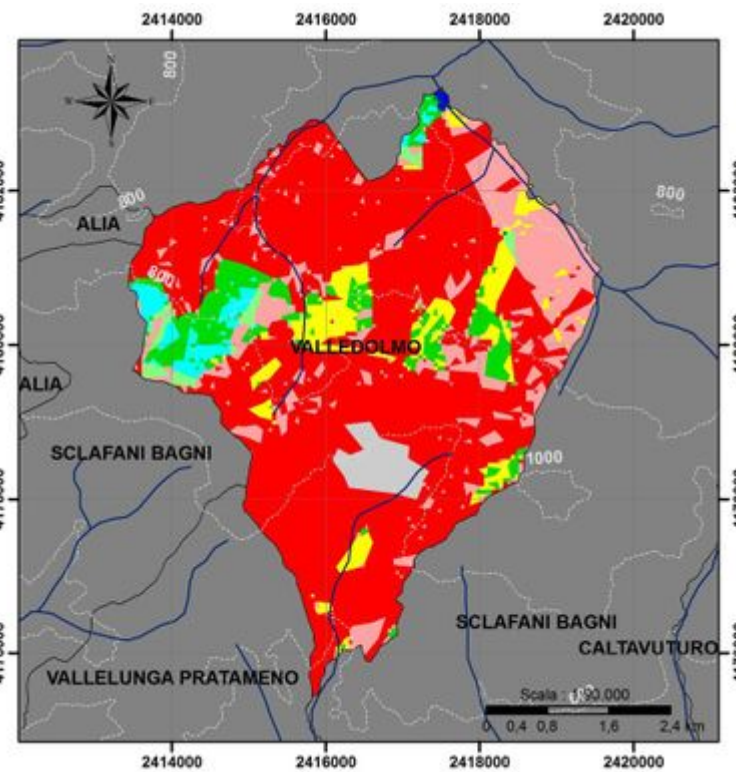 2414000 2416000 2418000 2420000
800
N
800
800
ALIA
800
VALLEDOLMO
ALIA
SCLAFANI BAGNI
1000
SCLAFANI BAGNI
CALTAVUTURO
VALLELUNGA PRATAMENO
0 0,4 0,8 1,6 2,4 km
2414000 2416000 2418000 2420000